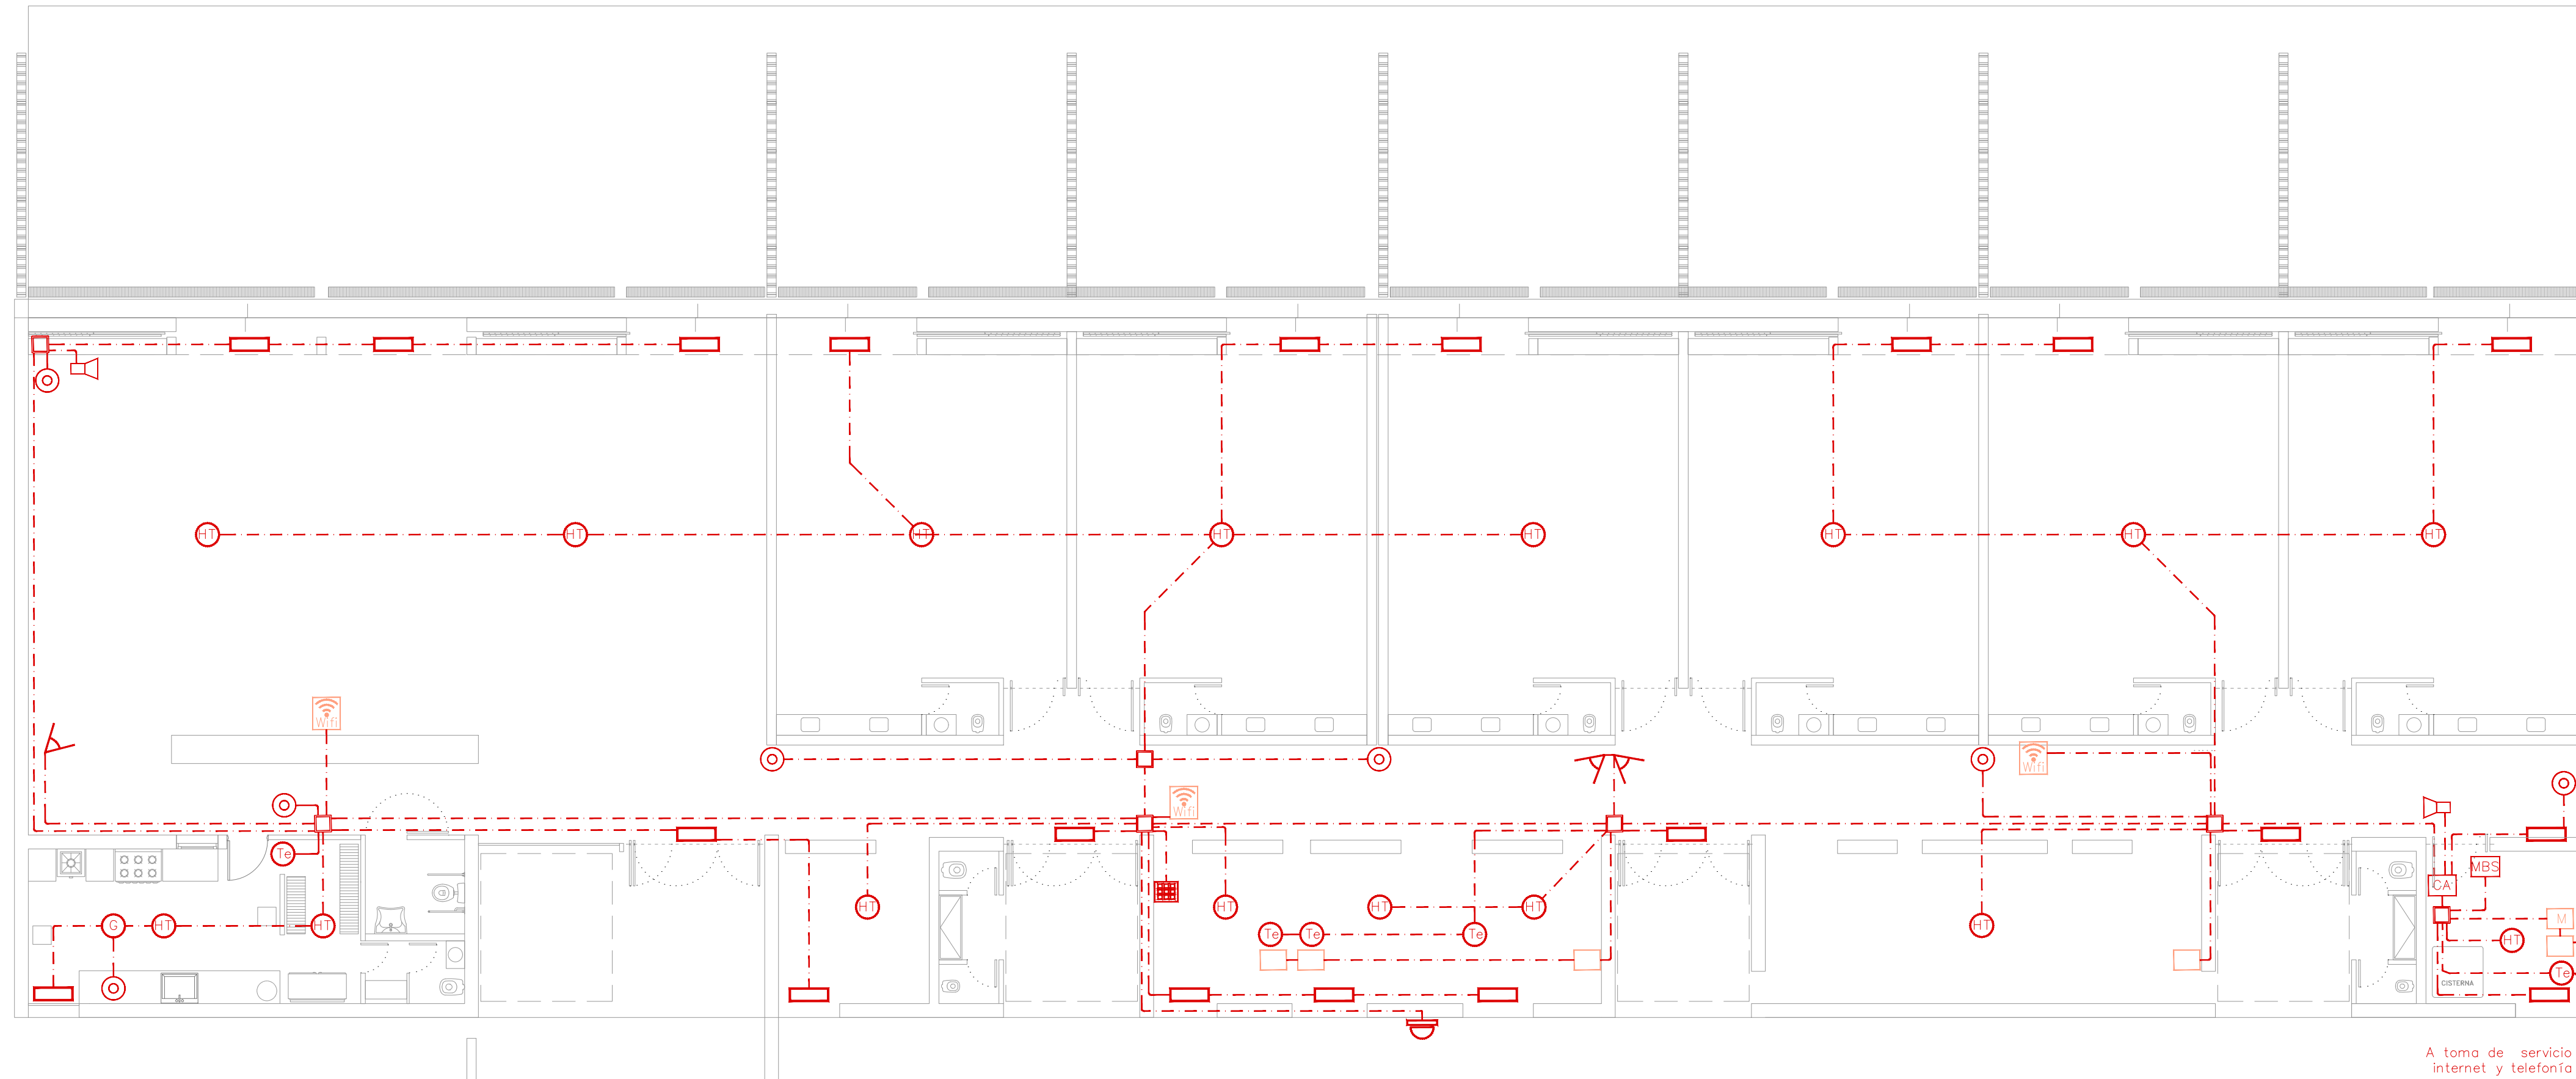 HT HT HT HT HT HT HT HT
Wifi
Wifi
Wifi
Te
MBS
CA
HT HT HT HT
M
G HT HT HT
Te Te Te
HT
Te
CISTERNA
A toma de servicio
internet y telefonía